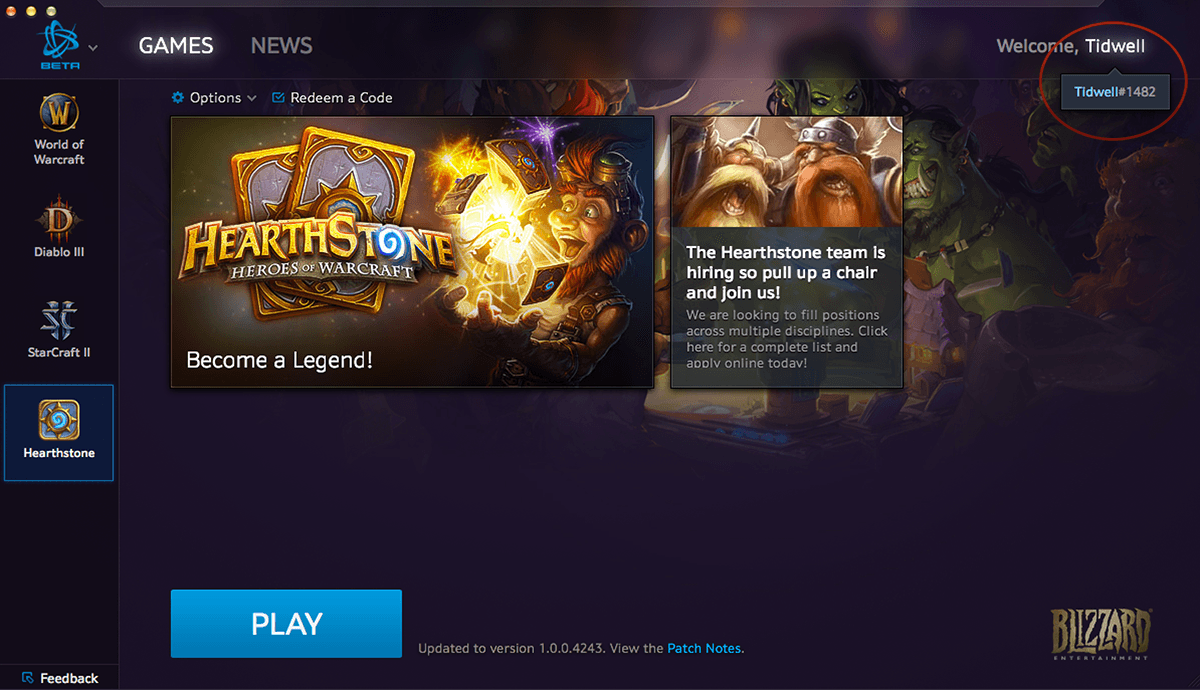 BETA
GAMES
NEWS
Welcome, Tidwell
Tidwell#1482
Options
Redeem a Code
World of
Warcraft
Diablo III
StarCraft II
Hearthstone
HEARTHSTONE
HEROES OF WARCRAFT
Become a Legend!
The Hearthstone team is
hiring so pull up a chair
and join us!
We are looking to fill positions
across multiple disciplines. Click
here for a complete list and
apply online today!
PLAY
Updated to version 1.0.0.4243. View the Patch Notes.
BLIZZARD
ENTERTAINMENT
Feedback